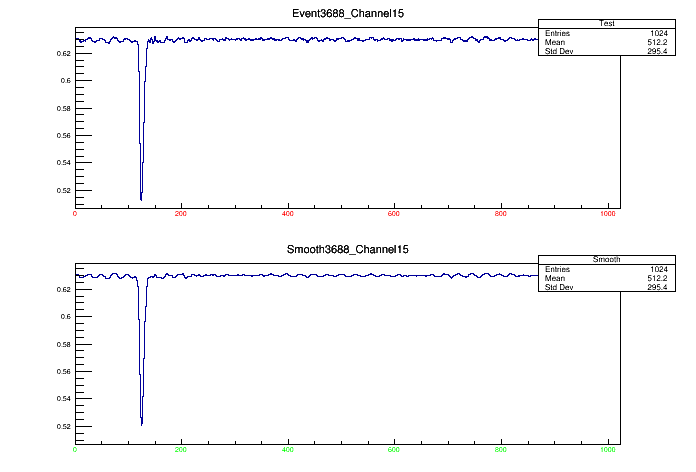 Event3688_Channel15
Test
Entries 1024
Mean 512.2
Std Dev 295.4
0.62
0.6
0.58
0.56
0.54
0.52
0 200 400 600 800 1000
Smooth3688_Channel15
Smooth
Entries 1024
Mean 512.2
Std Dev 295.4
0.62
0.6
0.58
0.56
0.54
0.52
0 200 400 600 800 1000